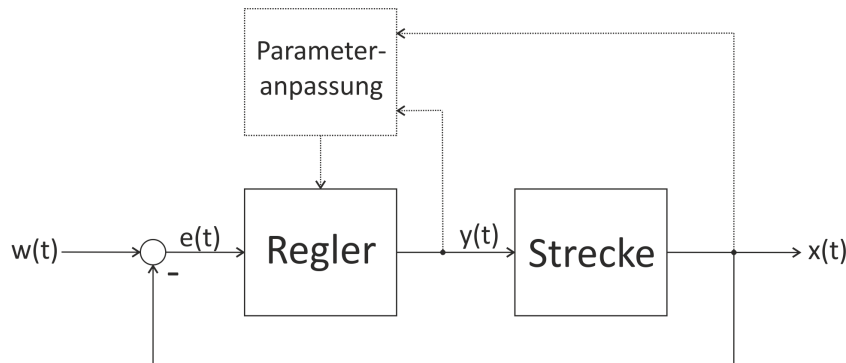 Parameter-
anpassung
w(t)
e(t)
-
Regler
y(t)
Strecke
x(t)